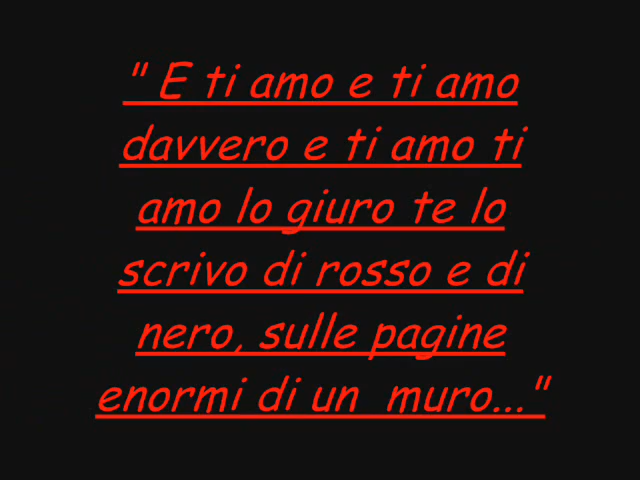 " E ti amo e ti amo
davvero e ti amo ti
amo lo giuro te lo
scrivo di rosso e di
nero, sulle pagine
enormi di un  muro..."